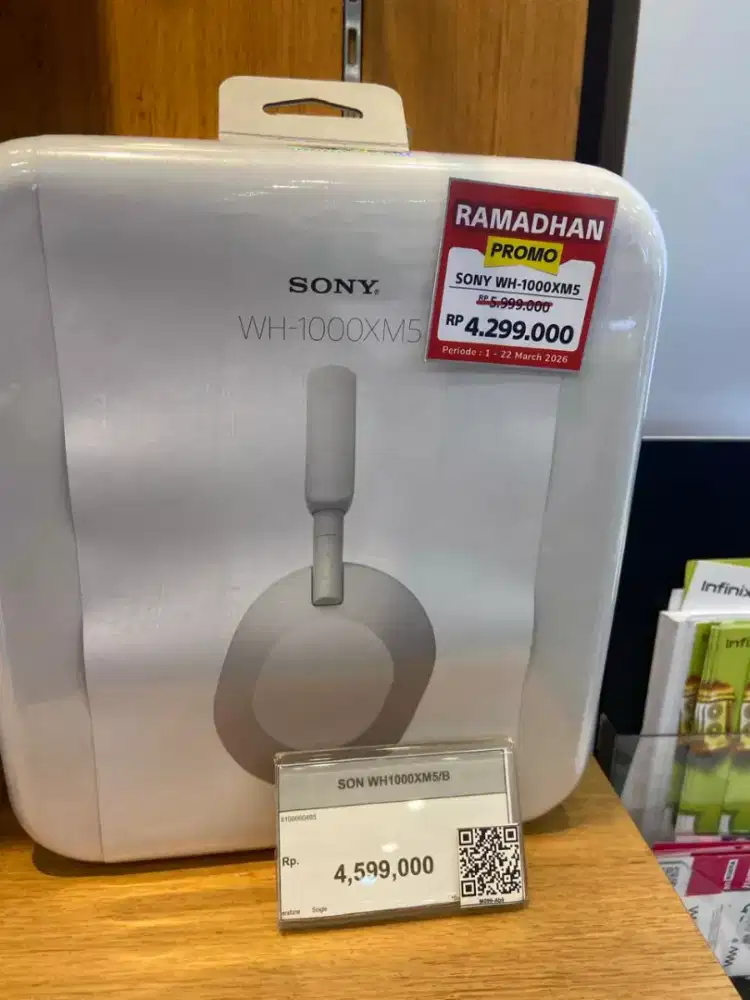 SONY
WH-1000XM5
RAMADHAN
PROMO
SONY WH-1000XM5
RP 5.999.000
RP 4.299.000
Periode : 1 - 22 March 2026
SON WH1000XM5/B
Rp.
4,599,000
Single
Infinix